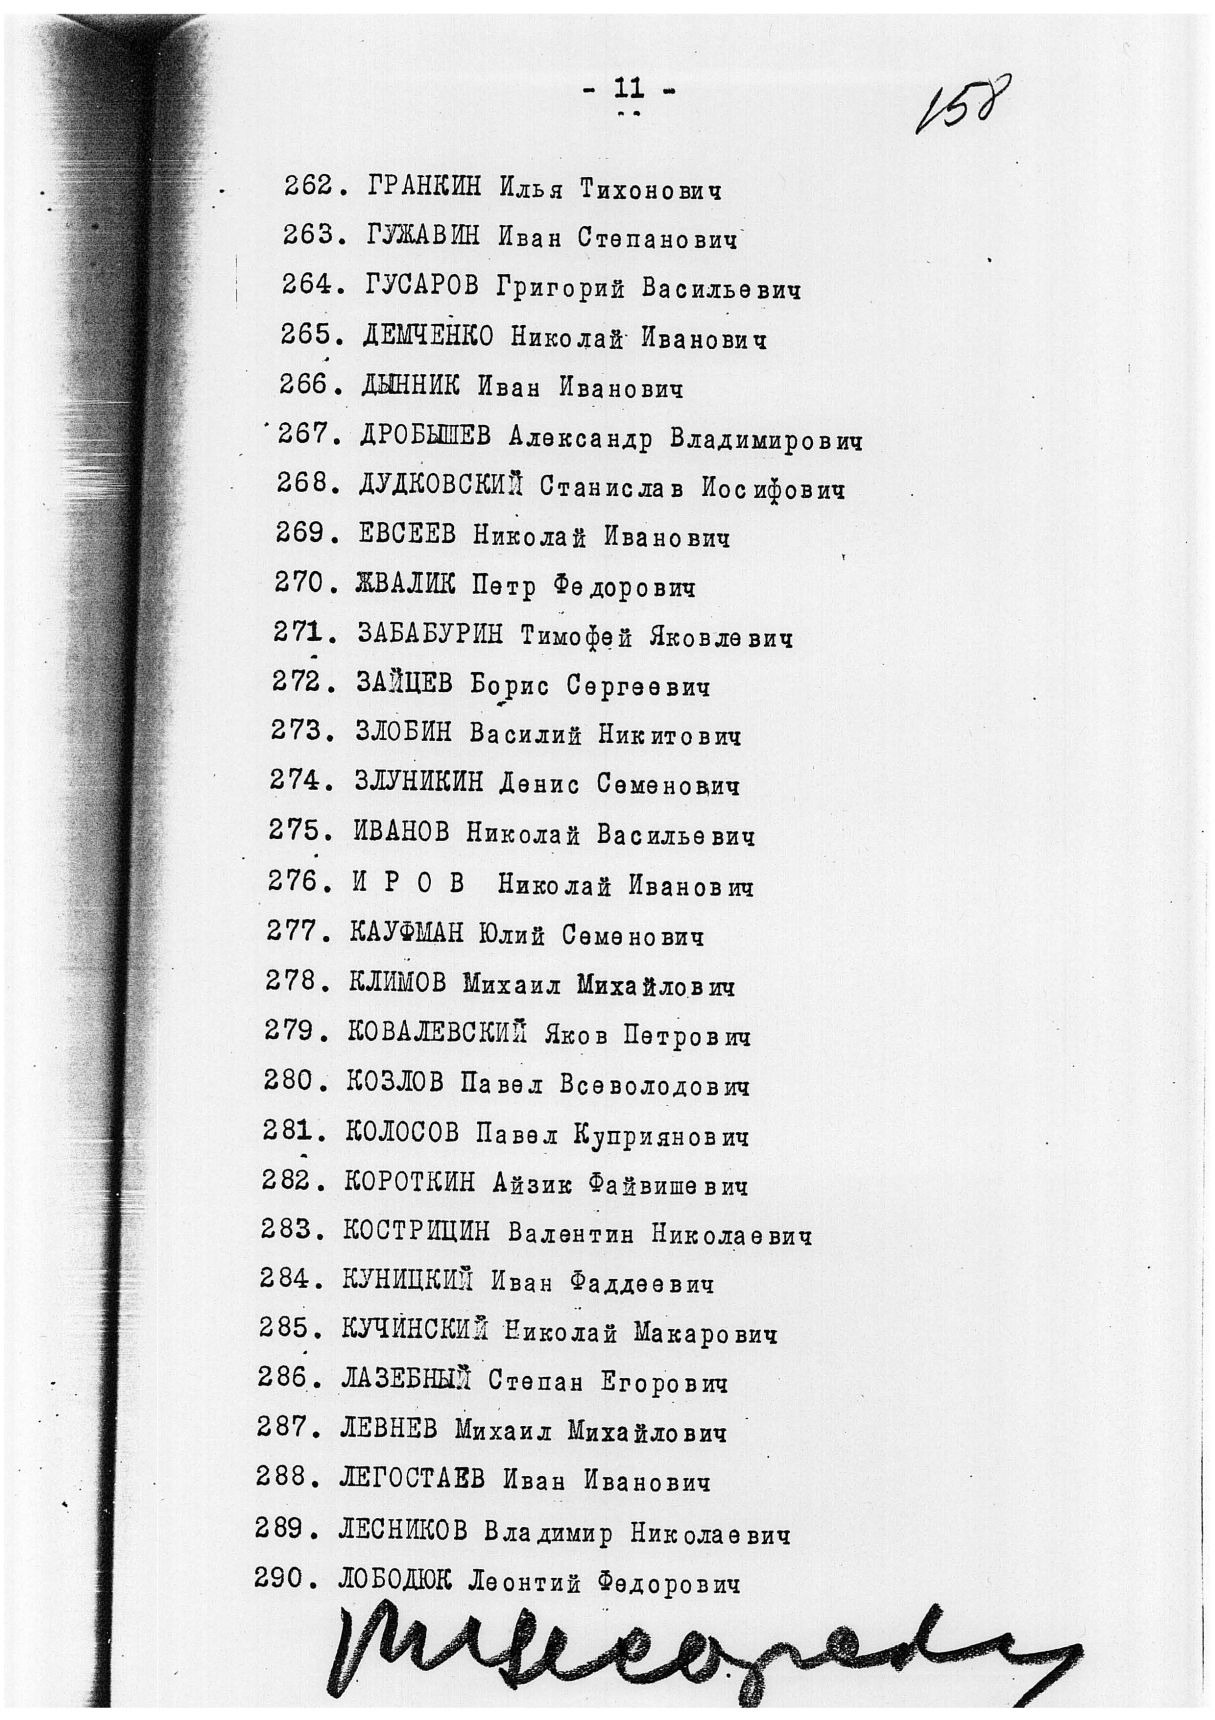 - 11 -
158
262. ГРАНКИН Илья Тихонович
263. ГУЖАВИН Иван Степанович
264. ГУСАРОВ Григорий Васильевич
265. ДЕМЧЕНКО Николай Иванович
266. ДЫННИК Иван Иванович
267. ДРОБЫШЕВ Александр Владимирович
268. ДУДКОВСКИЙ Станислав Иосифович
269. ЕВСЕЕВ Николай Иванович
270. ЖВАЛИК Петр Федорович
271. ЗАБАБУРИН Тимофей Яковлевич
272. ЗАЙЦЕВ Борис Сергеевич
273. ЗЛОБИН Василий Никитович
274. ЗЛУНИКИН Денис Семенович
275. ИВАНОВ Николай Васильевич
276. И Р О В Николай Иванович
277. КАУФМАН Юлий Семенович
278. КЛИМОВ Михаил Михайлович
279. КОВАЛЕВСКИЙ Яков Петрович
280. КОЗЛОВ Павел Всеволодович
281. КОЛОСОВ Павел Куприянович
282. КОРОТКИН Айзик Файвишевич
283. КОСТРИЦИН Валентин Николаевич
284. КУНИЦКИЙ Иван Фаддеевич
285. КУЧИНСКИЙ Николай Макарович
286. ЛАЗЕБНЫЙ Степан Егорович
287. ЛЕВНЕВ Михаил Михайлович
288. ЛЕГОСТАЕВ Иван Иванович
289. ЛЕСНИКОВ Владимир Николаевич
290. ЛОБОДЮК Леонтий Федорович